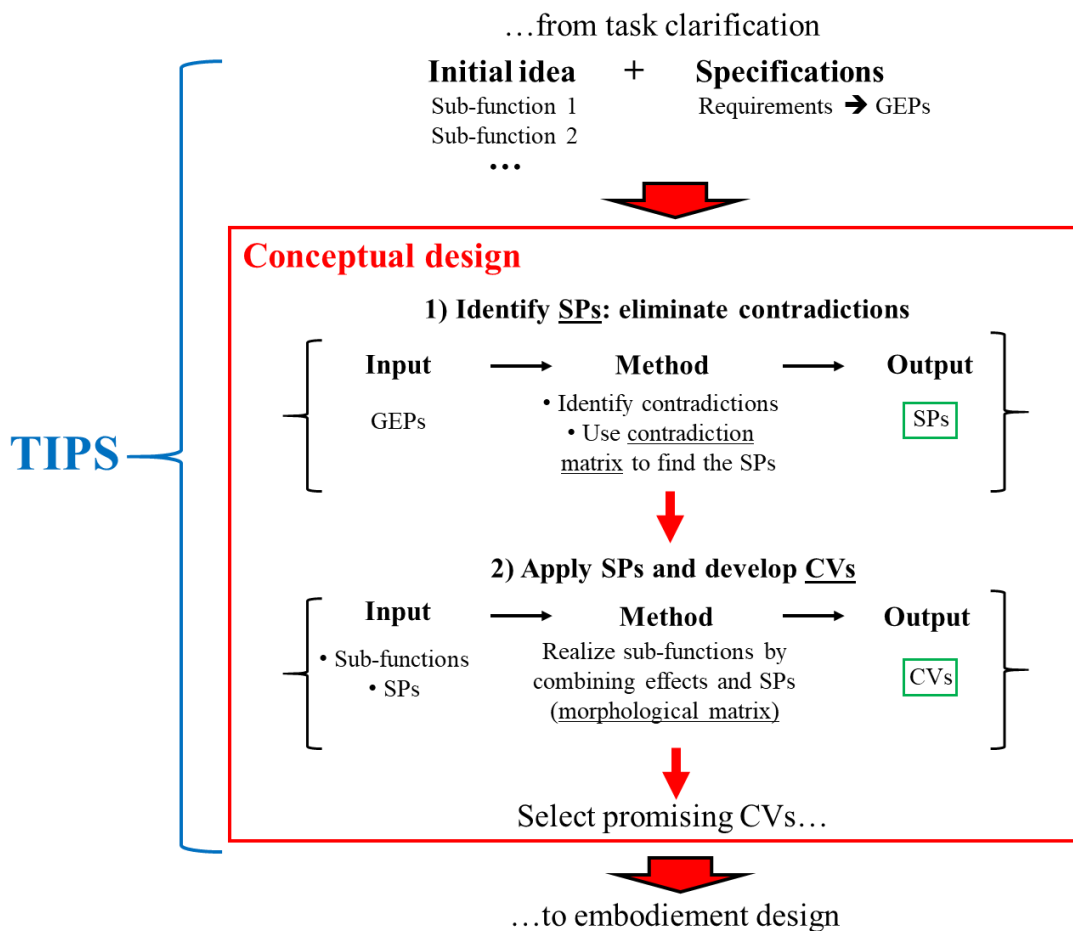 …from task clarification
Initial idea + Specifications
Sub-function 1
Sub-function 2
…
Requirements ➔ GEPs
Conceptual design
1) Identify SPs: eliminate contradictions
Input
Method
Output
GEPs
• Identify contradictions
• Use contradiction
matrix to find the SPs
SPs
TIPS
2) Apply SPs and develop CVs
Input
Method
Output
• Sub-functions
• SPs
Realize sub-functions by
combining effects and SPs
(morphological matrix)
CVs
Select promising CVs…
…to embodiement design